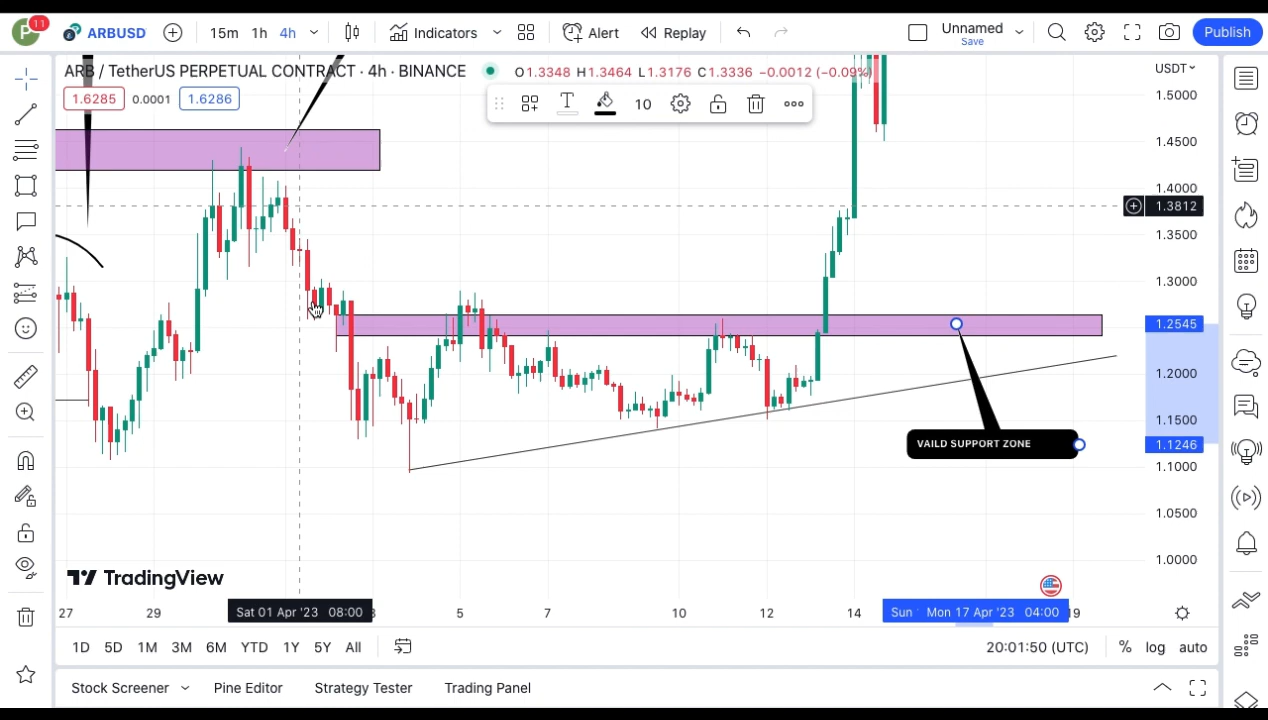 P 11 ARBUSD 15m 1h 4h Indicators Alert Replay Unnamed Save Publish
ARB / TetherUS PERPETUAL CONTRACT · 4h · BINANCE O1.3348 H1.3464 L1.3176 C1.3336 −0.0012 (−0.09%) USDT
1.6285 0.0001 1.6286 T 10
1.5000
1.4500
1.4000
1.3812
1.3500
1.3000
1.2545
1.2000
1.1500
VAILD SUPPORT ZONE 1.1246
1.1000
1.0500
1.0000
TradingView
27 29 Sat 01 Apr '23 08:00 3 5 7 10 12 14 Sun Mon 17 Apr '23 04:00 19
1D 5D 1M 3M 6M YTD 1Y 5Y All 20:01:50 (UTC) % log auto
Stock Screener Pine Editor Strategy Tester Trading Panel